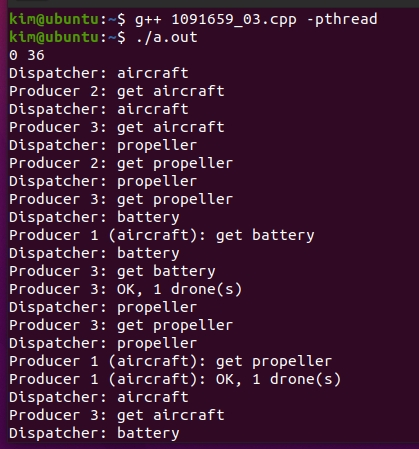 kim@ubuntu:~$ g++ 1091659_03.cpp -pthread
kim@ubuntu:~$ ./a.out
0 36
Dispatcher: aircraft
Producer 2: get aircraft
Dispatcher: aircraft
Producer 3: get aircraft
Dispatcher: propeller
Producer 2: get propeller
Dispatcher: propeller
Producer 3: get propeller
Dispatcher: battery
Producer 1 (aircraft): get battery
Dispatcher: battery
Producer 3: get battery
Producer 3: OK, 1 drone(s)
Dispatcher: propeller
Producer 3: get propeller
Dispatcher: propeller
Producer 1 (aircraft): get propeller
Producer 1 (aircraft): OK, 1 drone(s)
Dispatcher: aircraft
Producer 3: get aircraft
Dispatcher: battery